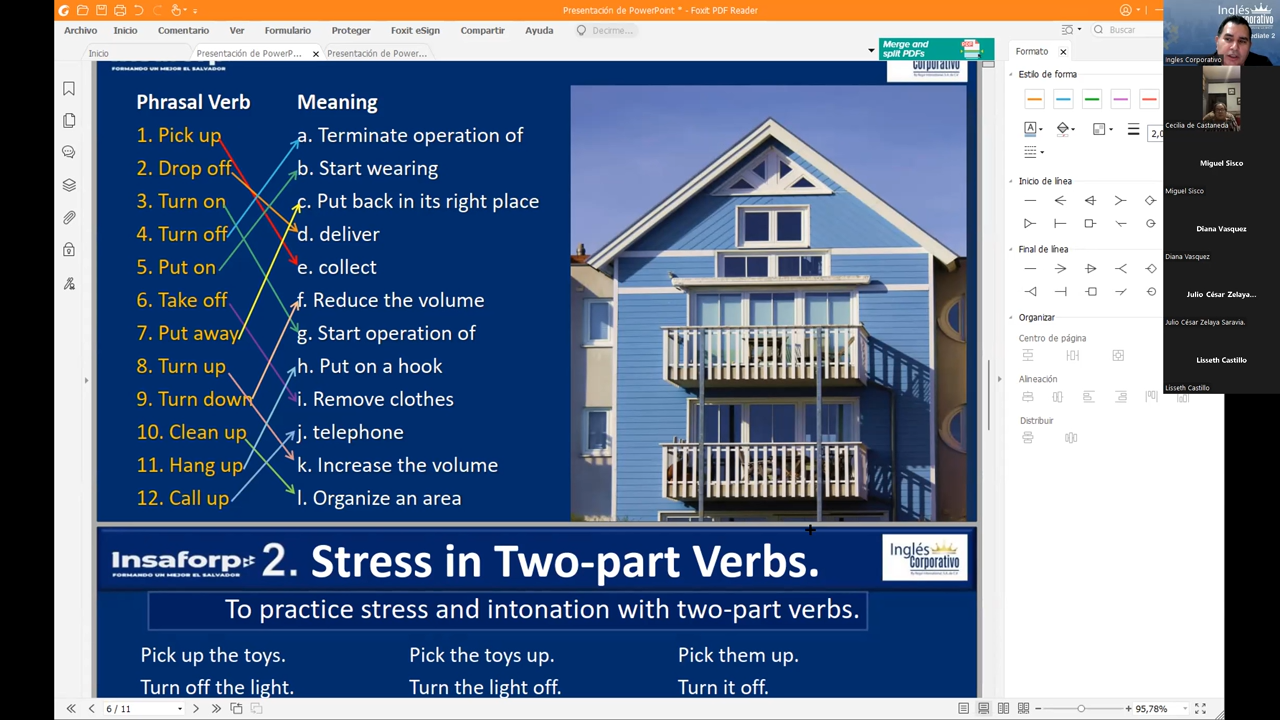 Presentación de PowerPoint * - Foxit PDF Reader
Archivo Inicio Comentario Ver Formulario Proteger Foxit eSign Compartir Ayuda Decirme... Buscar
Inicio Presentación de PowerP... × Presentación de Power...
Merge and split PDFs
FORMANDO UN MEJOR EL SALVADOR
Corporativo
Phrasal Verb Meaning
1. Pick up a. Terminate operation of
2. Drop off b. Start wearing
3. Turn on c. Put back in its right place
4. Turn off d. deliver
5. Put on e. collect
6. Take off f. Reduce the volume
7. Put away g. Start operation of
8. Turn up h. Put on a hook
9. Turn down i. Remove clothes
10. Clean up j. telephone
11. Hang up k. Increase the volume
12. Call up l. Organize an area
Insaforp
FORMANDO UN MEJOR EL SALVADOR
2. Stress in Two-part Verbs.
Inglés
Corporativo
To practice stress and intonation with two-part verbs.
Pick up the toys. Pick the toys up. Pick them up.
Turn off the light. Turn the light off. Turn it off.
6 / 11
95,78%
Formato
Estilo de forma
2,0
Inicio de línea
Final de línea
Organizar
Centro de página
Alineación
Distribuir
Inglés
Ingles Corporativo
Cecilia de Castaneda
Miguel Sisco
Miguel Sisco
Diana Vasquez
Diana Vasquez
Julio César Zelaya...
Julio César Zelaya Saravia.
Lisseth Castillo
Lisseth Castillo